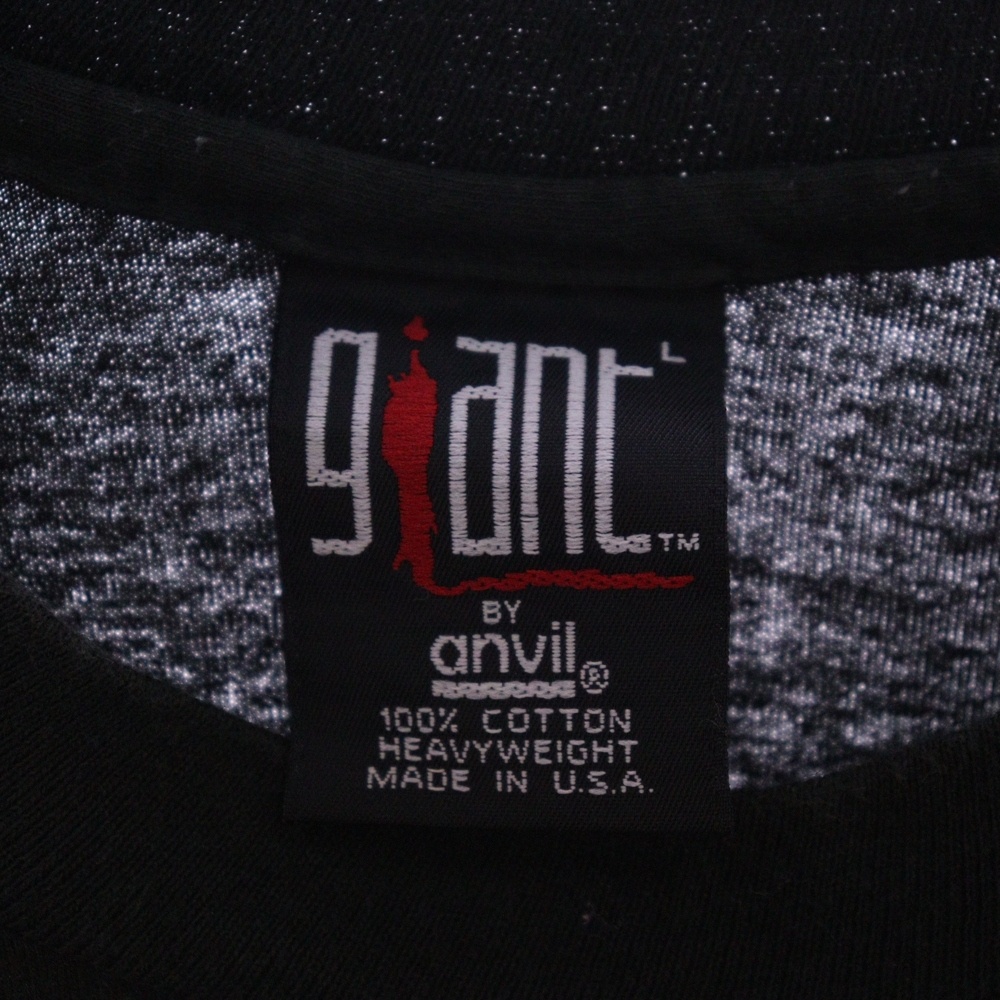 giant L
TM
BY
anvil®
100% COTTON
HEAVYWEIGHT
MADE IN U.S.A.